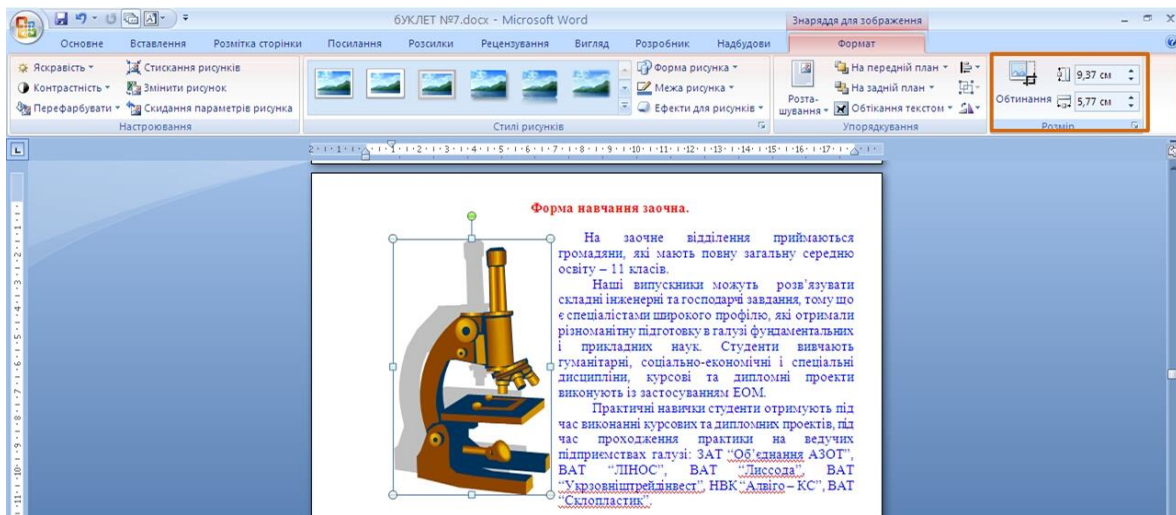 6УКЛЕТ №7.docx - Microsoft Word
Знаряддя для зображення
Основне Вставлення Розмітка сторінки Посилання Розсилки Рецензування Вигляд Розробник Надбудови Формат
Яскравість
Контрастність
Перефарбувати
Стискання рисунків
Змінити рисунок
Скидання параметрів рисунка
Настроювання
Форма рисунка
Межа рисунка
Ефекти для рисунків
Стилі рисунків
Розта-
шування
На передній план
На задній план
Обтікання текстом
Упорядкування
Обтинання
9,37 см
5,77 см
Розмір
Форма навчання заочна.
На заочне відділення приймаються
громадяни, які мають повну загальну середню
освіту – 11 класів.
Наші випускники можуть розв’язувати
складні інженерні та господарчі завдання, тому що
є спеціалістами широкого профілю, які отримали
різноманітну підготовку в галузі фундаментальних
і прикладних наук. Студенти вивчають
гуманітарні, соціально-економічні і спеціальні
дисципліни, курсові та дипломні проекти
виконують із застосуванням ЕОМ.
Практичні навички студенти отримують під
час виконанні курсових та дипломних проектів, під
час проходження практики на ведучих
підприємствах галузі: ЗАТ “Об’єднання АЗОТ”,
ВАТ “ЛІНОС”, ВАТ “Лиссода”, ВАТ
“Укрзовніштрейдінвест”, НВК “Алвіго – КС”, ВАТ
“Склопластик”.